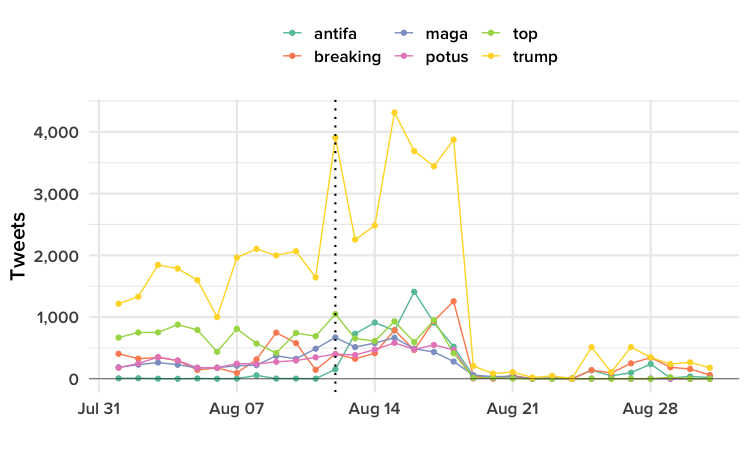 antifa maga top
breaking potus trump
Tweets
4,000
3,000
2,000
1,000
0
Jul 31 Aug 07 Aug 14 Aug 21 Aug 28